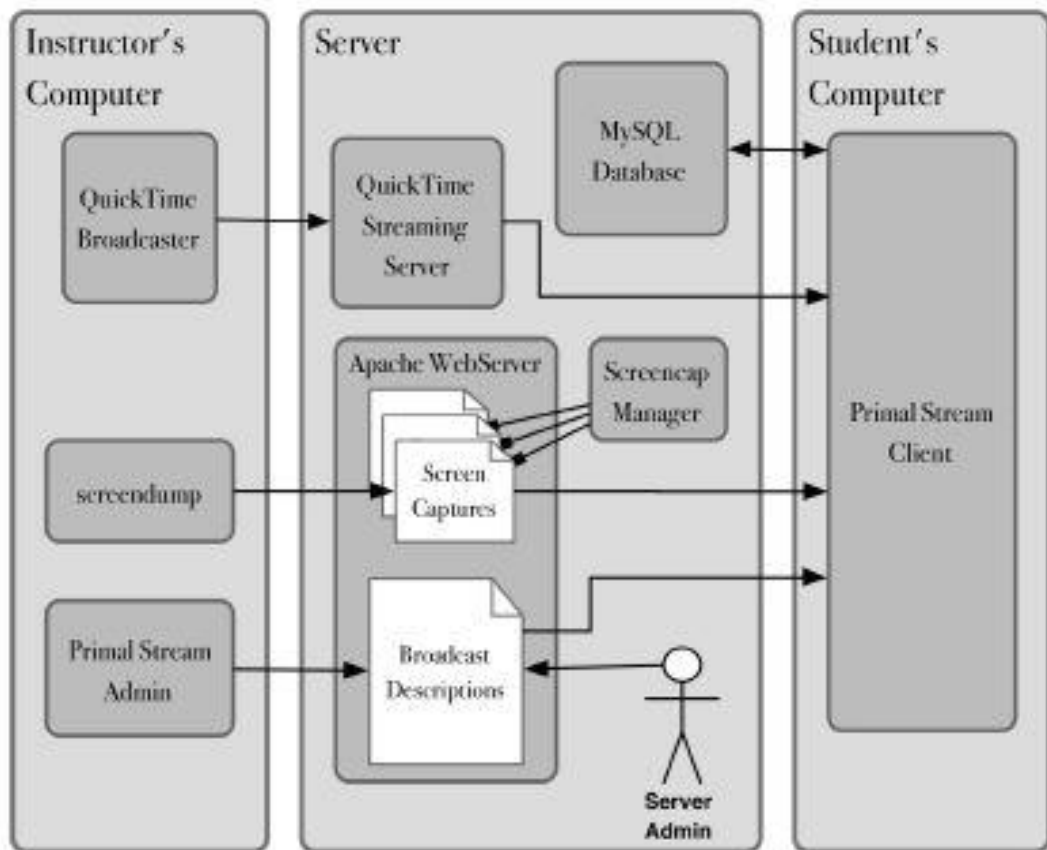 Instructor's
Computer
QuickTime
Broadcaster
screendump
Primal Stream
Admin
Server
MySQL
Database
QuickTime
Streaming
Server
Apache WebServer
Screencap
Manager
Screen
Captures
Broadcast
Descriptions
Server
Admin
Student's
Computer
Primal Stream
Client